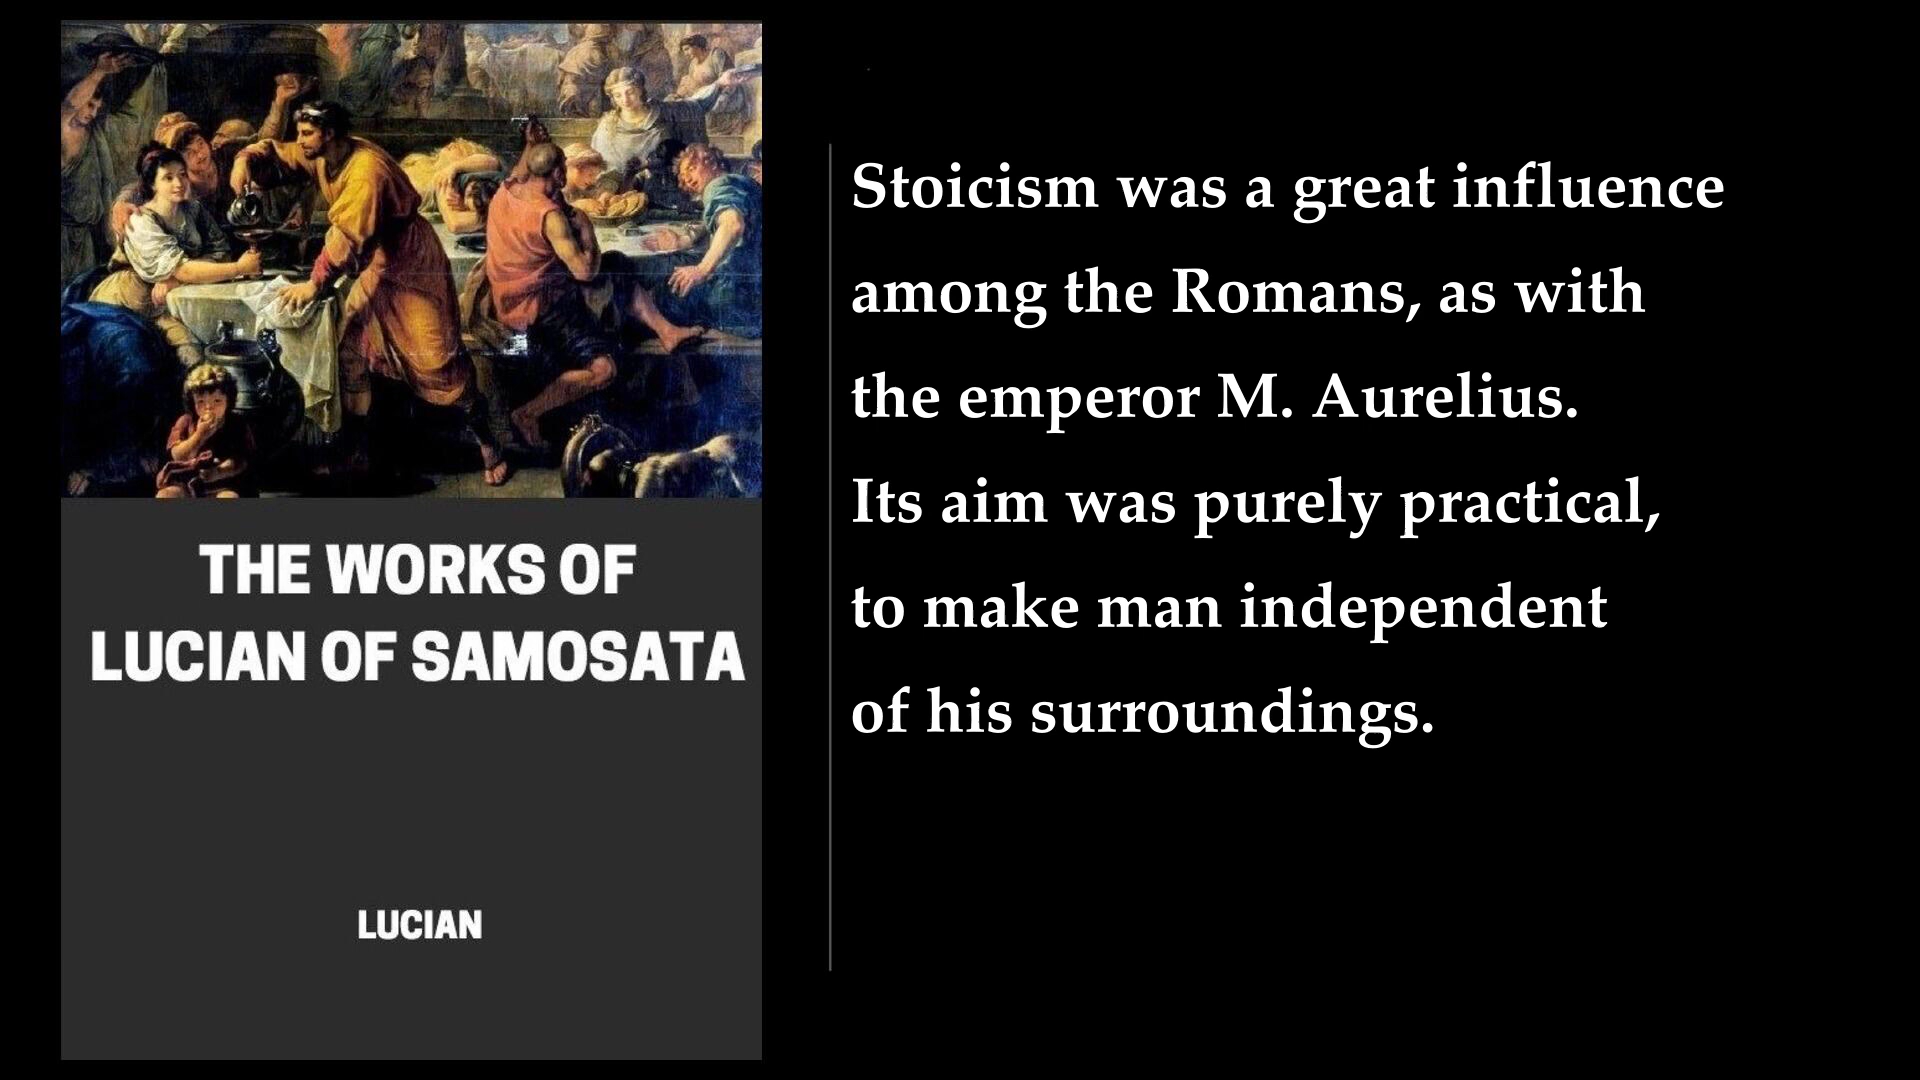 THE WORKS OF
LUCIAN OF SAMOSATA
LUCIAN
Stoicism was a great influence
among the Romans, as with
the emperor M. Aurelius.
Its aim was purely practical,
to make man independent
of his surroundings.